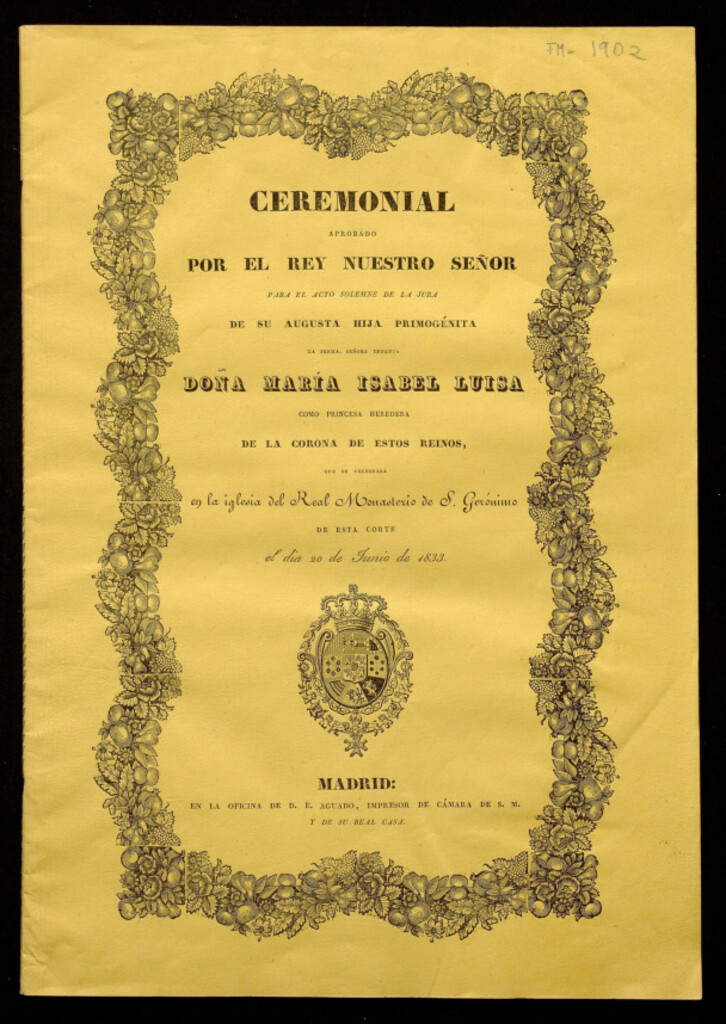 FM- 1902
CEREMONIAL
APROBADO
POR EL REY NUESTRO SEÑOR
PARA EL ACTO SOLEMNE DE LA JURA
DE SU AUGUSTA HIJA PRIMOGÉNITA
LA SERMA. SEÑORA INFANTA
DOÑA MARÍA ISABEL LUISA
COMO PRINCESA HEREDERA
DE LA CORONA DE ESTOS REINOS,
QUE SE CELEBRARA
en la iglesia del Real Monasterio de S. Gerónimo
DE ESTA CORTE
el dia 20 de Junio de 1833.
MADRID:
EN LA OFICINA DE D. E. AGUADO, IMPRESOR DE CÁMARA DE S. M.
Y DE SU REAL CASA.